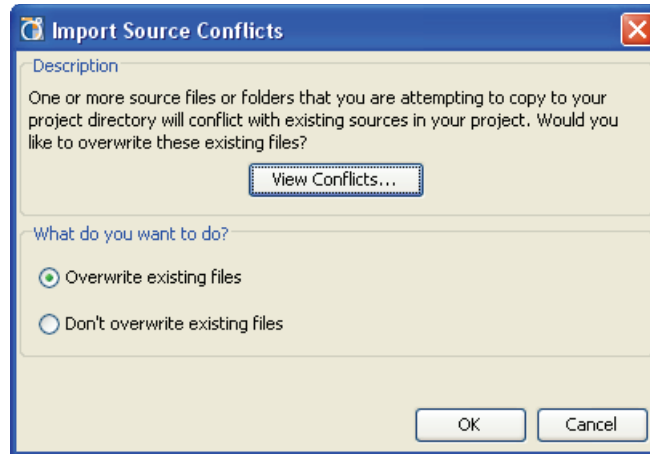 Import Source Conflicts
Description
One or more source files or folders that you are attempting to copy to your
project directory will conflict with existing sources in your project. Would you
like to overwrite these existing files?
View Conflicts...
What do you want to do?
Overwrite existing files
Don't overwrite existing files
OK Cancel